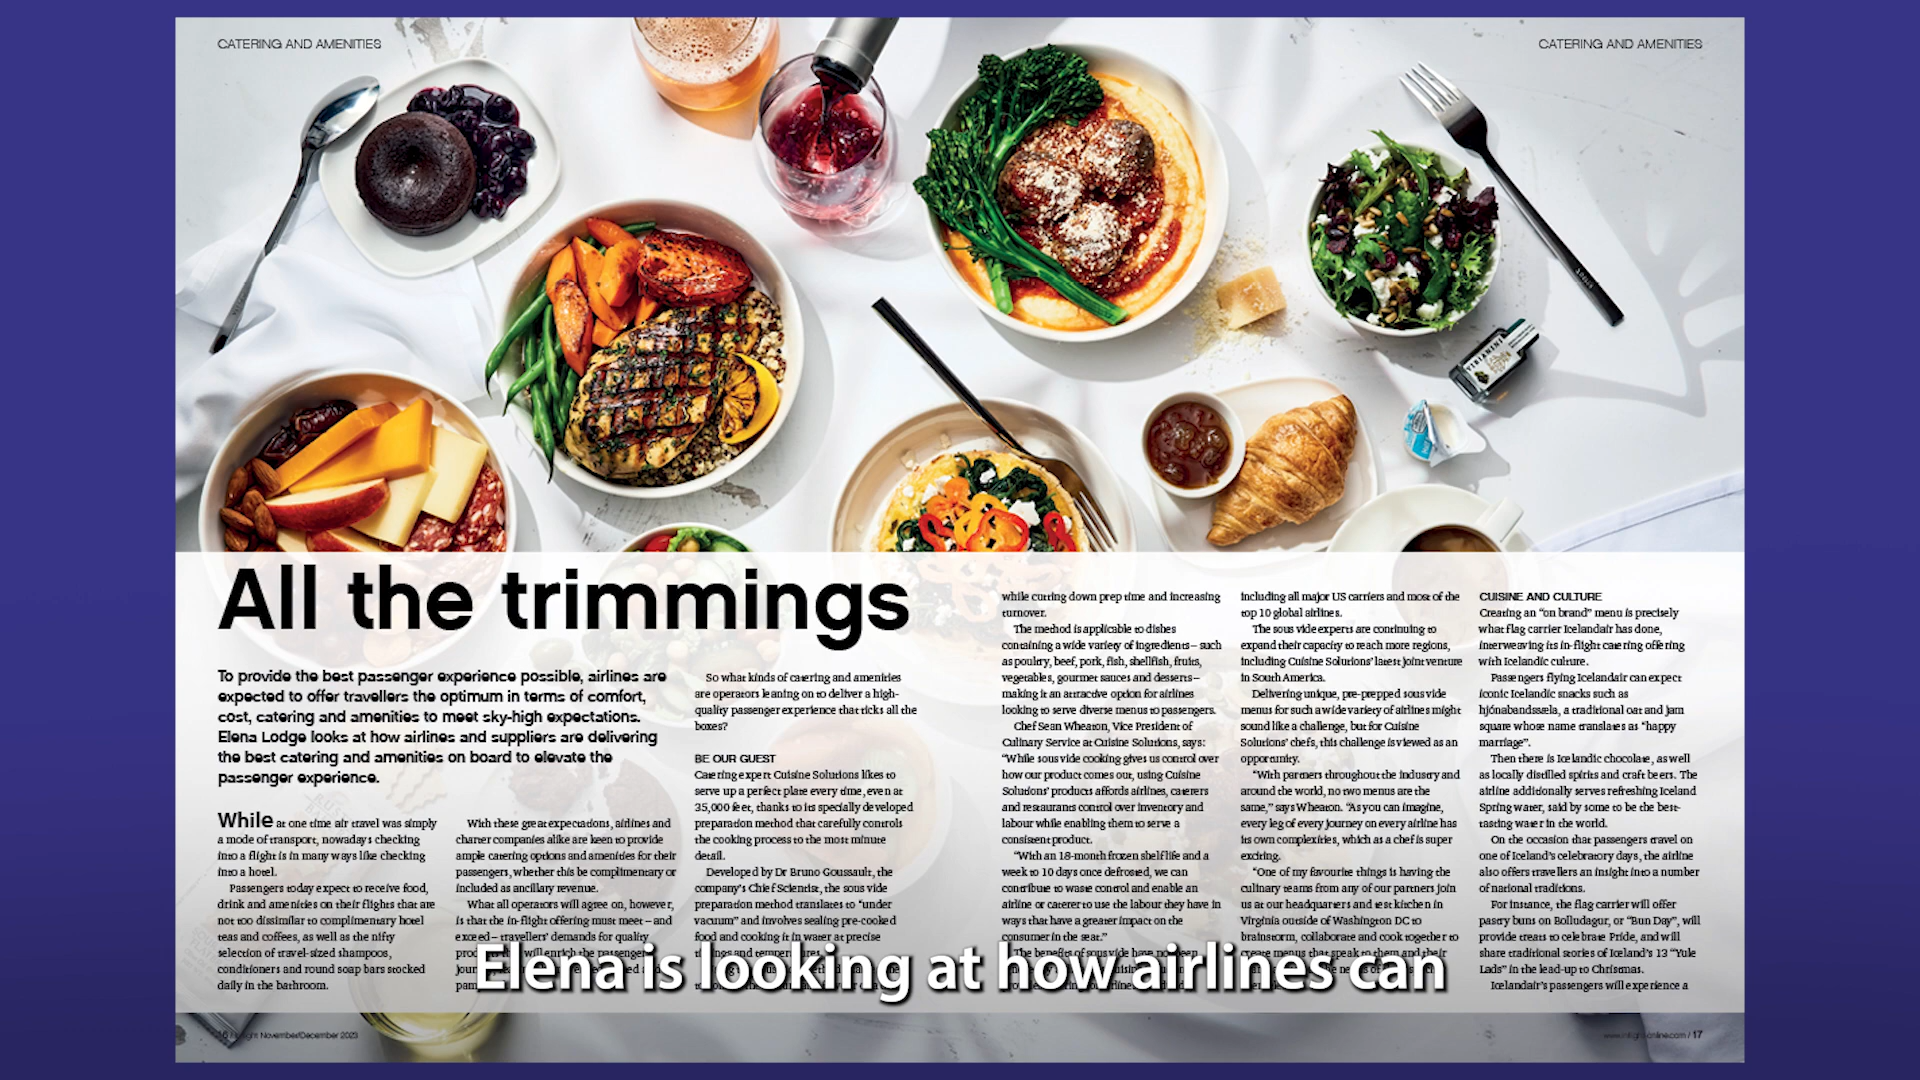 CATERING AND AMENITIES
CATERING AND AMENITIES
All the trimmings
To provide the best passenger experience possible, airlines are
expected to offer travellers the optimum in terms of comfort,
cost, catering and amenities to meet sky-high expectations.
Elena Lodge looks at how airlines and suppliers are delivering
the best catering and amenities on board to elevate the
passenger experience.
While at one time air travel was simply
a mode of transport, nowadays checking
into a flight is in many ways like checking
into a hotel.
Passengers today expect to receive food,
drink and amenities on their flights that are
not too dissimilar to complimentary hotel
teas and coffees, as well as the nifty
selection of travel-sized shampoos,
conditioners and round soap bars stocked
daily in the bathroom.
With these great expectations, airlines and
charter companies alike are keen to provide
ample catering options and amenities for their
passengers, whether this be complimentary or
included as ancillary revenue.
What all operators will agree on, however,
is that the in-flight offering must meet – and
exceed – travellers' demands for quality
will enrich the passenger
So what kinds of catering and amenities
are operators leaning on to deliver a high-
quality passenger experience that ticks all the
boxes?
BE OUR GUEST
Catering expert Cuisine Solutions likes to
serve up a perfect plate every time, even at
35,000 feet, thanks to its specially developed
preparation method that carefully controls
the cooking process to the most minute
detail.
Developed by Dr Bruno Goussault, the
company's Chief Scientist, the sous vide
preparation method translates to "under
vacuum" and involves sealing pre-cooked
food and cooking it in water at precise
while cutting down prep time and increasing
turnover.
The method is applicable to dishes
containing a wide variety of ingredients – such
as poultry, beef, pork, fish, shellfish, fruits,
vegetables, gourmet sauces and desserts –
making it an attractive option for airlines
looking to serve diverse menus to passengers.
Chef Sean Wheaton, Vice President of
Culinary Service at Cuisine Solutions, says:
"While sous vide cooking gives us control over
how our product comes out, using Cuisine
Solutions' products affords airlines, caterers
and restaurants control over inventory and
labour while enabling them to serve a
consistent product.
"With an 18-month frozen shelf life and a
week to 10 days once defrosted, we can
contribute to waste control and enable an
airline or caterer to use the labour they have in
ways that have a greater impact on the
consumer in the seat."
The benefits of sous vide have not been
including all major US carriers and most of the
top 10 global airlines.
The sous vide experts are continuing to
expand their capacity to reach more regions,
including Cuisine Solutions' latest joint venture
in South America.
Delivering unique, pre-prepped sous vide
menus for such a wide variety of airlines might
sound like a challenge, but for Cuisine
Solutions' chefs, this challenge is viewed as an
opportunity.
"With partners throughout the industry and
around the world, no two menus are the
same," says Wheaton. "As you can imagine,
every leg of every journey on every airline has
its own complexities, which as a chef is super
exciting.
"One of my favourite things is having the
culinary teams from any of our partners join
us at our headquarters and test kitchen in
Virginia outside of Washington DC to
brainstorm, collaborate and cook together to
create menus that speak to them and their
CUISINE AND CULTURE
Creating an "on brand" menu is precisely
what flag carrier Icelandair has done,
interweaving its in-flight catering offering
with Icelandic culture.
Passengers flying Icelandair can expect
iconic Icelandic snacks such as
hjónabandssæla, a traditional oat and jam
square whose name translates as "happy
marriage".
Then there is Icelandic chocolate, as well
as locally distilled spirits and craft beers. The
airline additionally serves refreshing Iceland
Spring water, said by some to be the best-
tasting water in the world.
On the occasion that passengers travel on
one of Iceland's celebratory days, the airline
also offers travellers an insight into a number
of national traditions.
For instance, the flag carrier will offer
pastry buns on Bolludagur, or "Bun Day", will
provide treats to celebrate Pride, and will
share traditional stories of Iceland's 13 "Yule
Lads" in the lead-up to Christmas.
Icelandair's passengers will experience a
Elena is looking at how airlines can
November/December 2023
/ 17